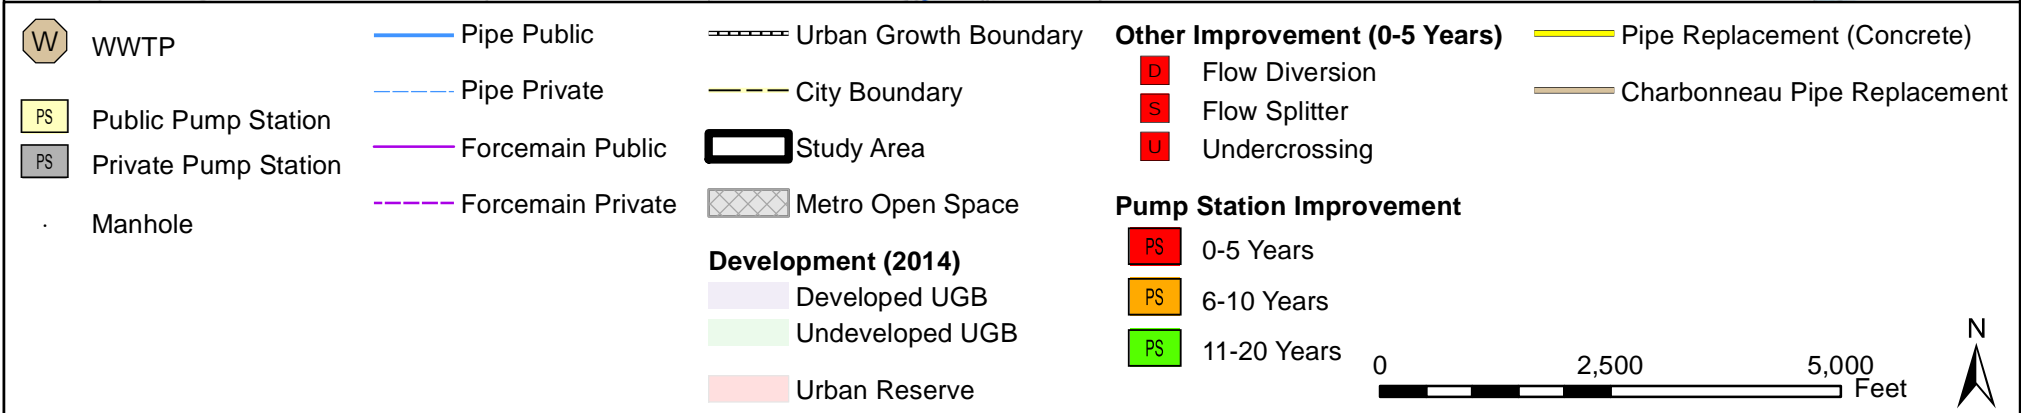 W WWTP
PS Public Pump Station
PS Private Pump Station
Manhole
Pipe Public
Pipe Private
Forcemain Public
Forcemain Private
Urban Growth Boundary
City Boundary
Study Area
Metro Open Space
Development (2014)
Developed UGB
Undeveloped UGB
Urban Reserve
Other Improvement (0-5 Years)
D Flow Diversion
S Flow Splitter
U Undercrossing
Pump Station Improvement
PS 0-5 Years
PS 6-10 Years
PS 11-20 Years
Pipe Replacement (Concrete)
Charbonneau Pipe Replacement
0 2,500 5,000
Feet
N